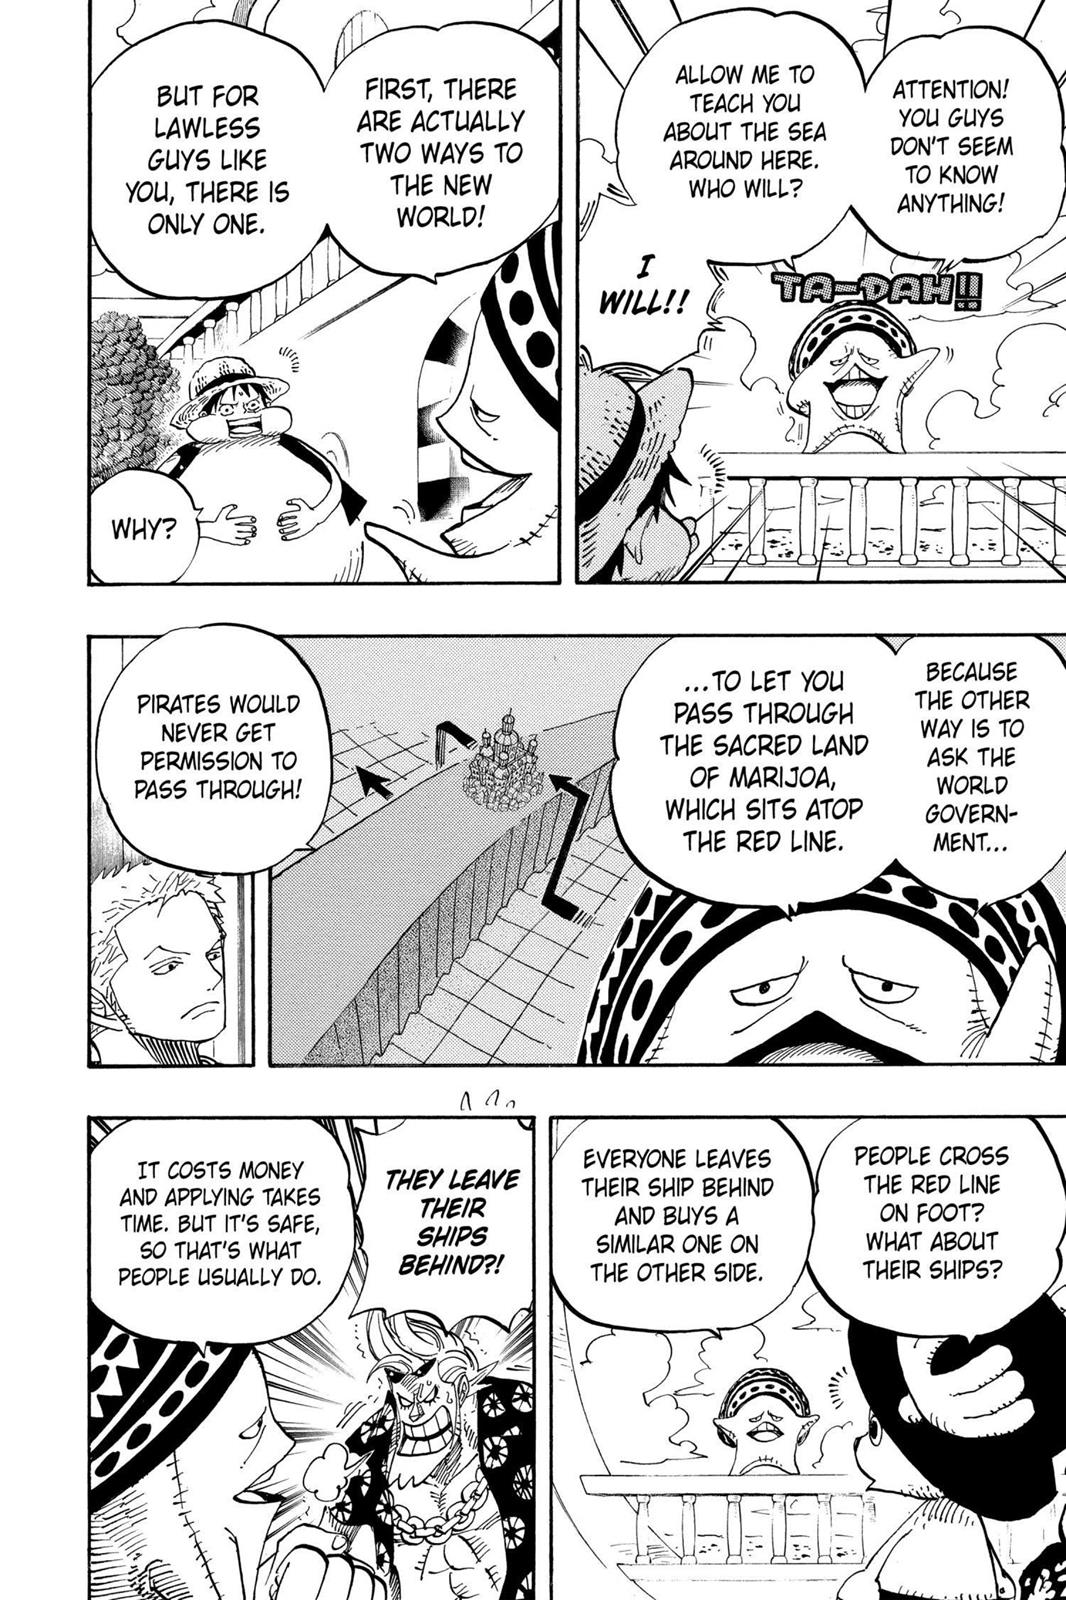 ATTENTION!
YOU GUYS
DON'T SEEM
TO KNOW
ANYTHING!
ALLOW ME TO
TEACH YOU
ABOUT THE SEA
AROUND HERE.
WHO WILL?
TA-DAH!!
I
WILL!!
FIRST, THERE
ARE ACTUALLY
TWO WAYS TO
THE NEW
WORLD!
BUT FOR
LAWLESS
GUYS LIKE
YOU, THERE IS
ONLY ONE.
WHY?
BECAUSE
THE OTHER
WAY IS TO
ASK THE
WORLD
GOVERN-
MENT...
...TO LET YOU
PASS THROUGH
THE SACRED LAND
OF MARIJOA,
WHICH SITS ATOP
THE RED LINE.
PIRATES WOULD
NEVER GET
PERMISSION TO
PASS THROUGH!
PEOPLE CROSS
THE RED LINE
ON FOOT?
WHAT ABOUT
THEIR SHIPS?
EVERYONE LEAVES
THEIR SHIP BEHIND
AND BUYS A
SIMILAR ONE ON
THE OTHER SIDE.
THEY LEAVE
THEIR
SHIPS
BEHIND?!
IT COSTS MONEY
AND APPLYING TAKES
TIME. BUT IT'S SAFE,
SO THAT'S WHAT
PEOPLE USUALLY DO.